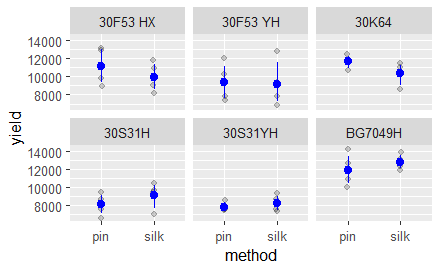 30F53 HX 30F53 YH 30K64
14000
12000
10000
8000
30S31H 30S31YH BG7049H
14000
12000
10000
8000
yield
pin silk pin silk pin silk
method